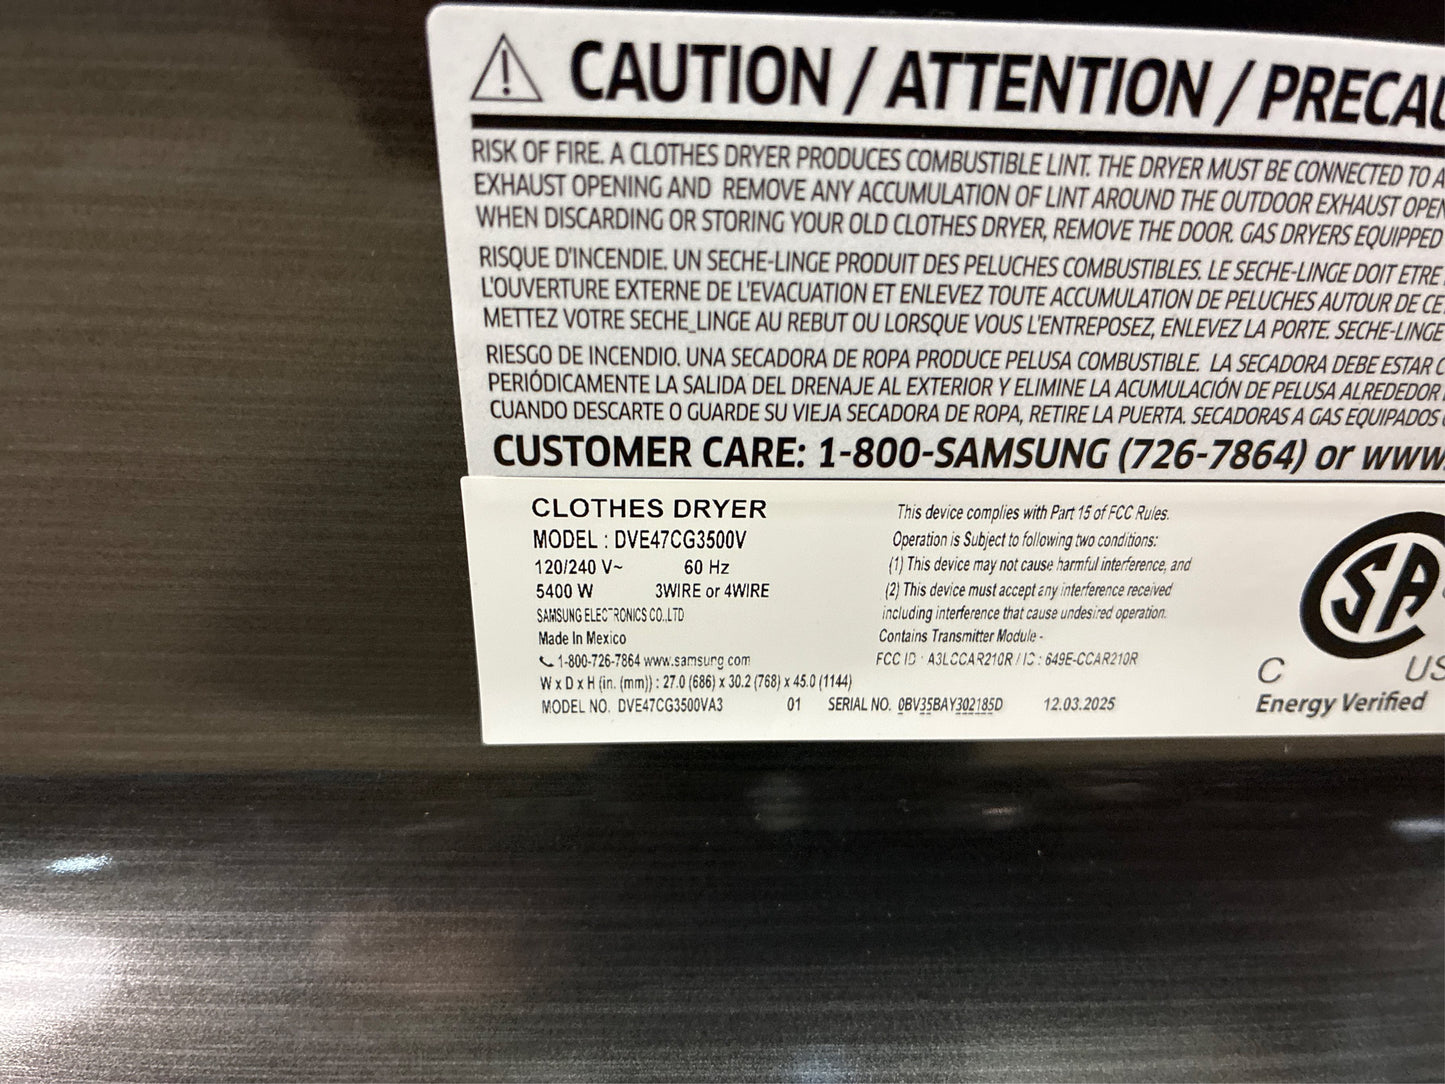 CAUTION / ATTENTION / PRECAU
RISK OF FIRE. A CLOTHES DRYER PRODUCES COMBUSTIBLE LINT. THE DRYER MUST BE CONNECTED TO A
EXHAUST OPENING AND REMOVE ANY ACCUMULATION OF LINT AROUND THE OUTDOOR EXHAUST OPEN
WHEN DISCARDING OR STORING YOUR OLD CLOTHES DRYER, REMOVE THE DOOR. GAS DRYERS EQUIPPED
RISQUE D'INCENDIE. UN SECHE-LINGE PRODUIT DES PELUCHES COMBUSTIBLES. LE SECHE-LINGE DOIT ETRE
L'OUVERTURE EXTERNE DE L'EVACUATION ET ENLEVEZ TOUTE ACCUMULATION DE PELUCHES AUTOUR DE CE
METTEZ VOTRE SECHE_LINGE AU REBUT OU LORSQUE VOUS L'ENTREPOSEZ, ENLEVEZ LA PORTE. SECHE-LINGE
RIESGO DE INCENDIO. UNA SECADORA DE ROPA PRODUCE PELUSA COMBUSTIBLE. LA SECADORA DEBE ESTAR C
PERIÓDICAMENTE LA SALIDA DEL DRENAJE AL EXTERIOR Y ELIMINE LA ACUMULACIÓN DE PELUSA ALREDEDOR
CUANDO DESCARTE O GUARDE SU VIEJA SECADORA DE ROPA, RETIRE LA PUERTA. SECADORAS A GAS EQUIPADOS
CUSTOMER CARE: 1-800-SAMSUNG (726-7864) or www.
CLOTHES DRYER
MODEL : DVE47CG3500V
120/240 V~ 60 Hz
5400 W 3WIRE or 4WIRE
SAMSUNG ELECTRONICS CO.,LTD
Made In Mexico
1-800-726-7864 www.samsung.com
W x D x H (in. (mm)) : 27.0 (686) x 30.2 (768) x 45.0 (1144)
MODEL NO. DVE47CG3500VA3 01 SERIAL NO. 0BV35BAY302185D 12.03.2025
This device complies with Part 15 of FCC Rules.
Operation is Subject to following two conditions:
(1) This device may not cause harmful interference, and
(2) This device must accept any interference received
including interference that cause undesired operation.
Contains Transmitter Module -
FCC ID : A3LCCAR210R / IC : 649E-CCAR210R
SA
C US
Energy Verified